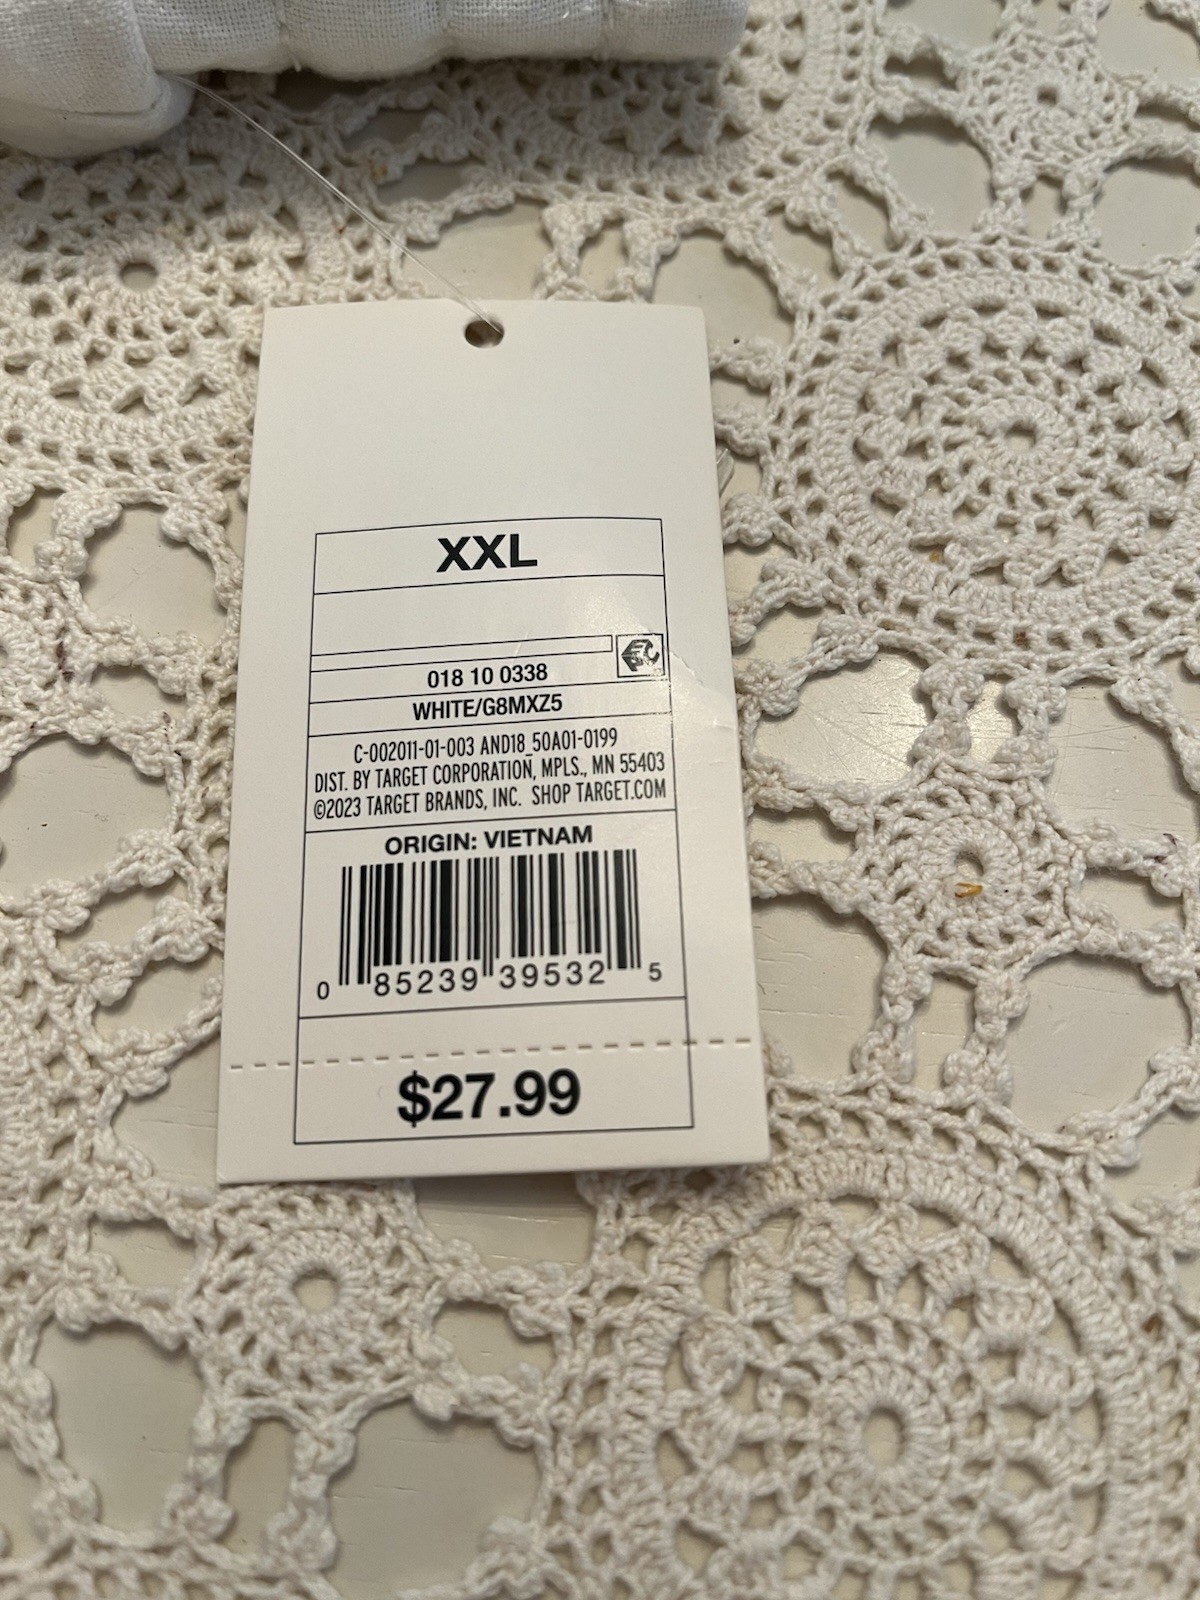 XXL
018 10 0338
WHITE/G8MXZ5
C-002011-01-003 AND18_50A01-0199
DIST. BY TARGET CORPORATION, MPLS., MN 55403
©2023 TARGET BRANDS, INC. SHOP TARGET.COM
ORIGIN: VIETNAM
0 85239 39532 5
$27.99